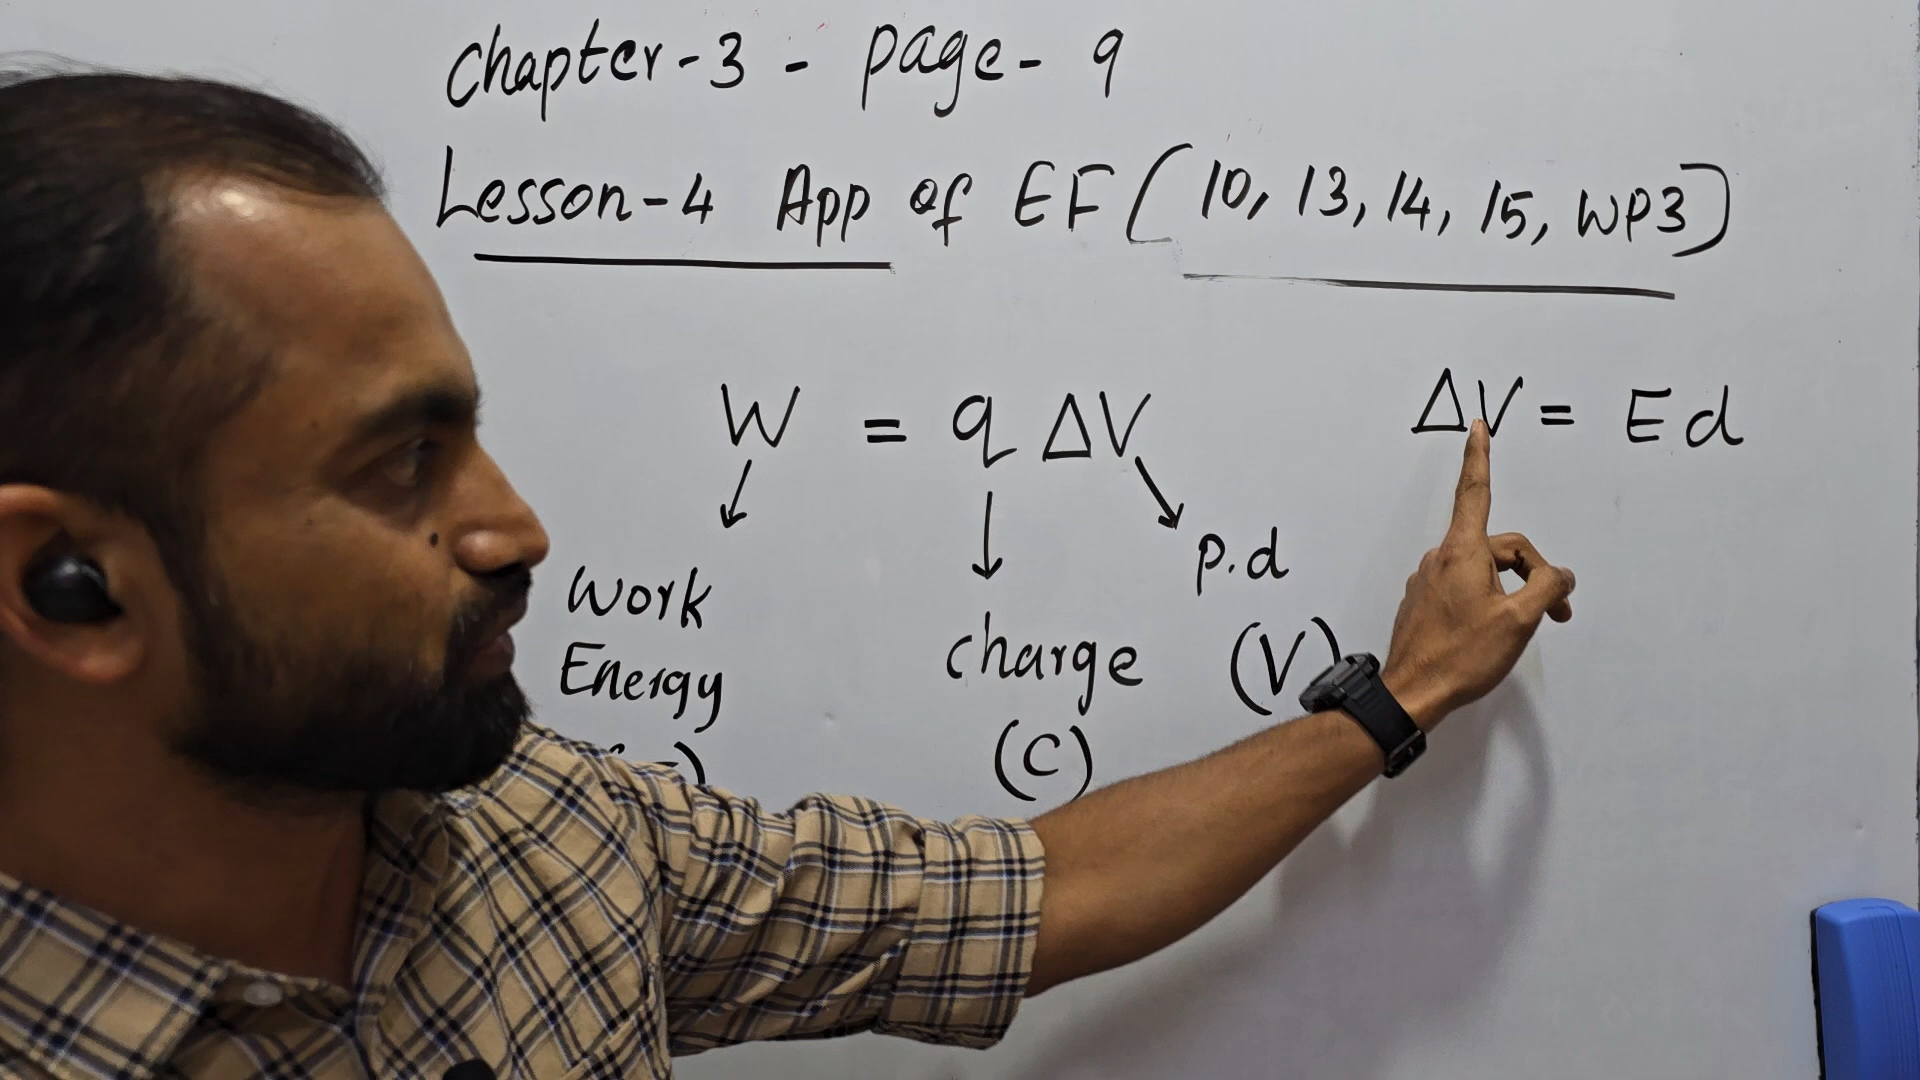 Chapter-3 - page- 9
Lesson-4 App of EF (10, 13, 14, 15, WP3)
W = q ΔV
ΔV = Ed
p.d
Work
Energy
charge
(V)
(C)